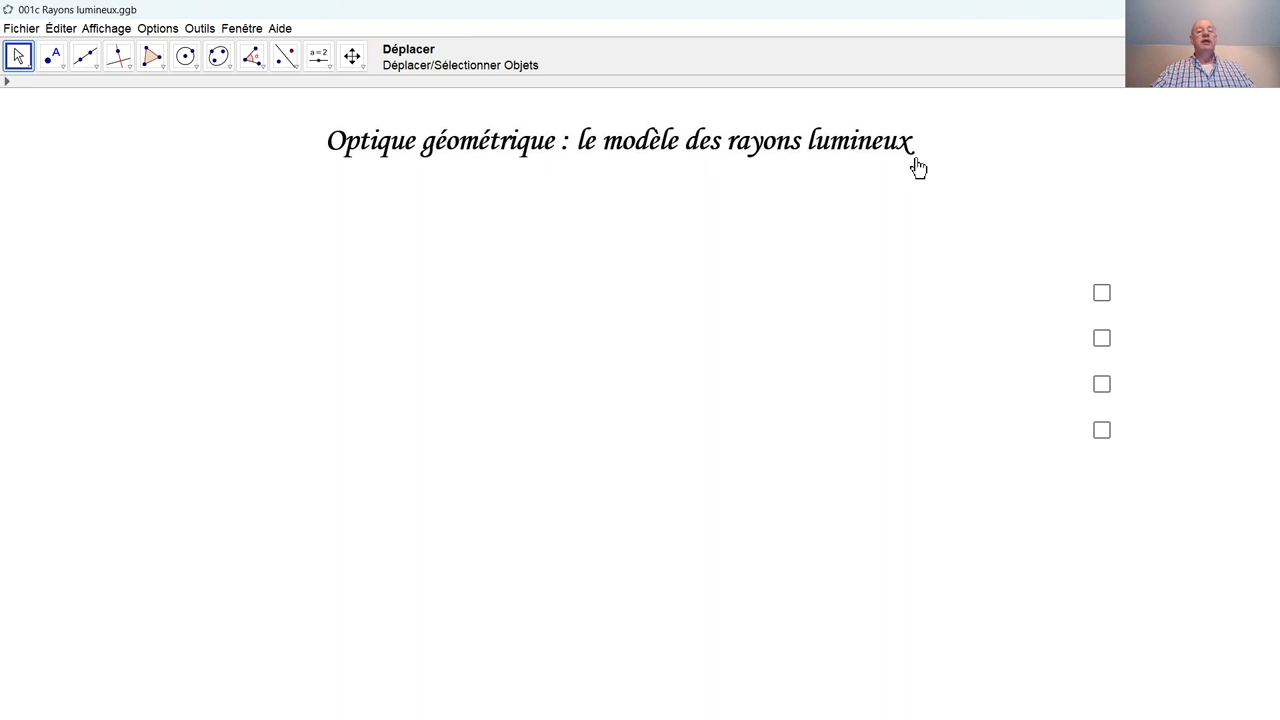 001c Rayons lumineux.ggb
Fichier Éditer Affichage Options Outils Fenêtre Aide
A
a=2
Déplacer
Déplacer/Sélectionner Objets
Optique géométrique : le modèle des rayons lumineux